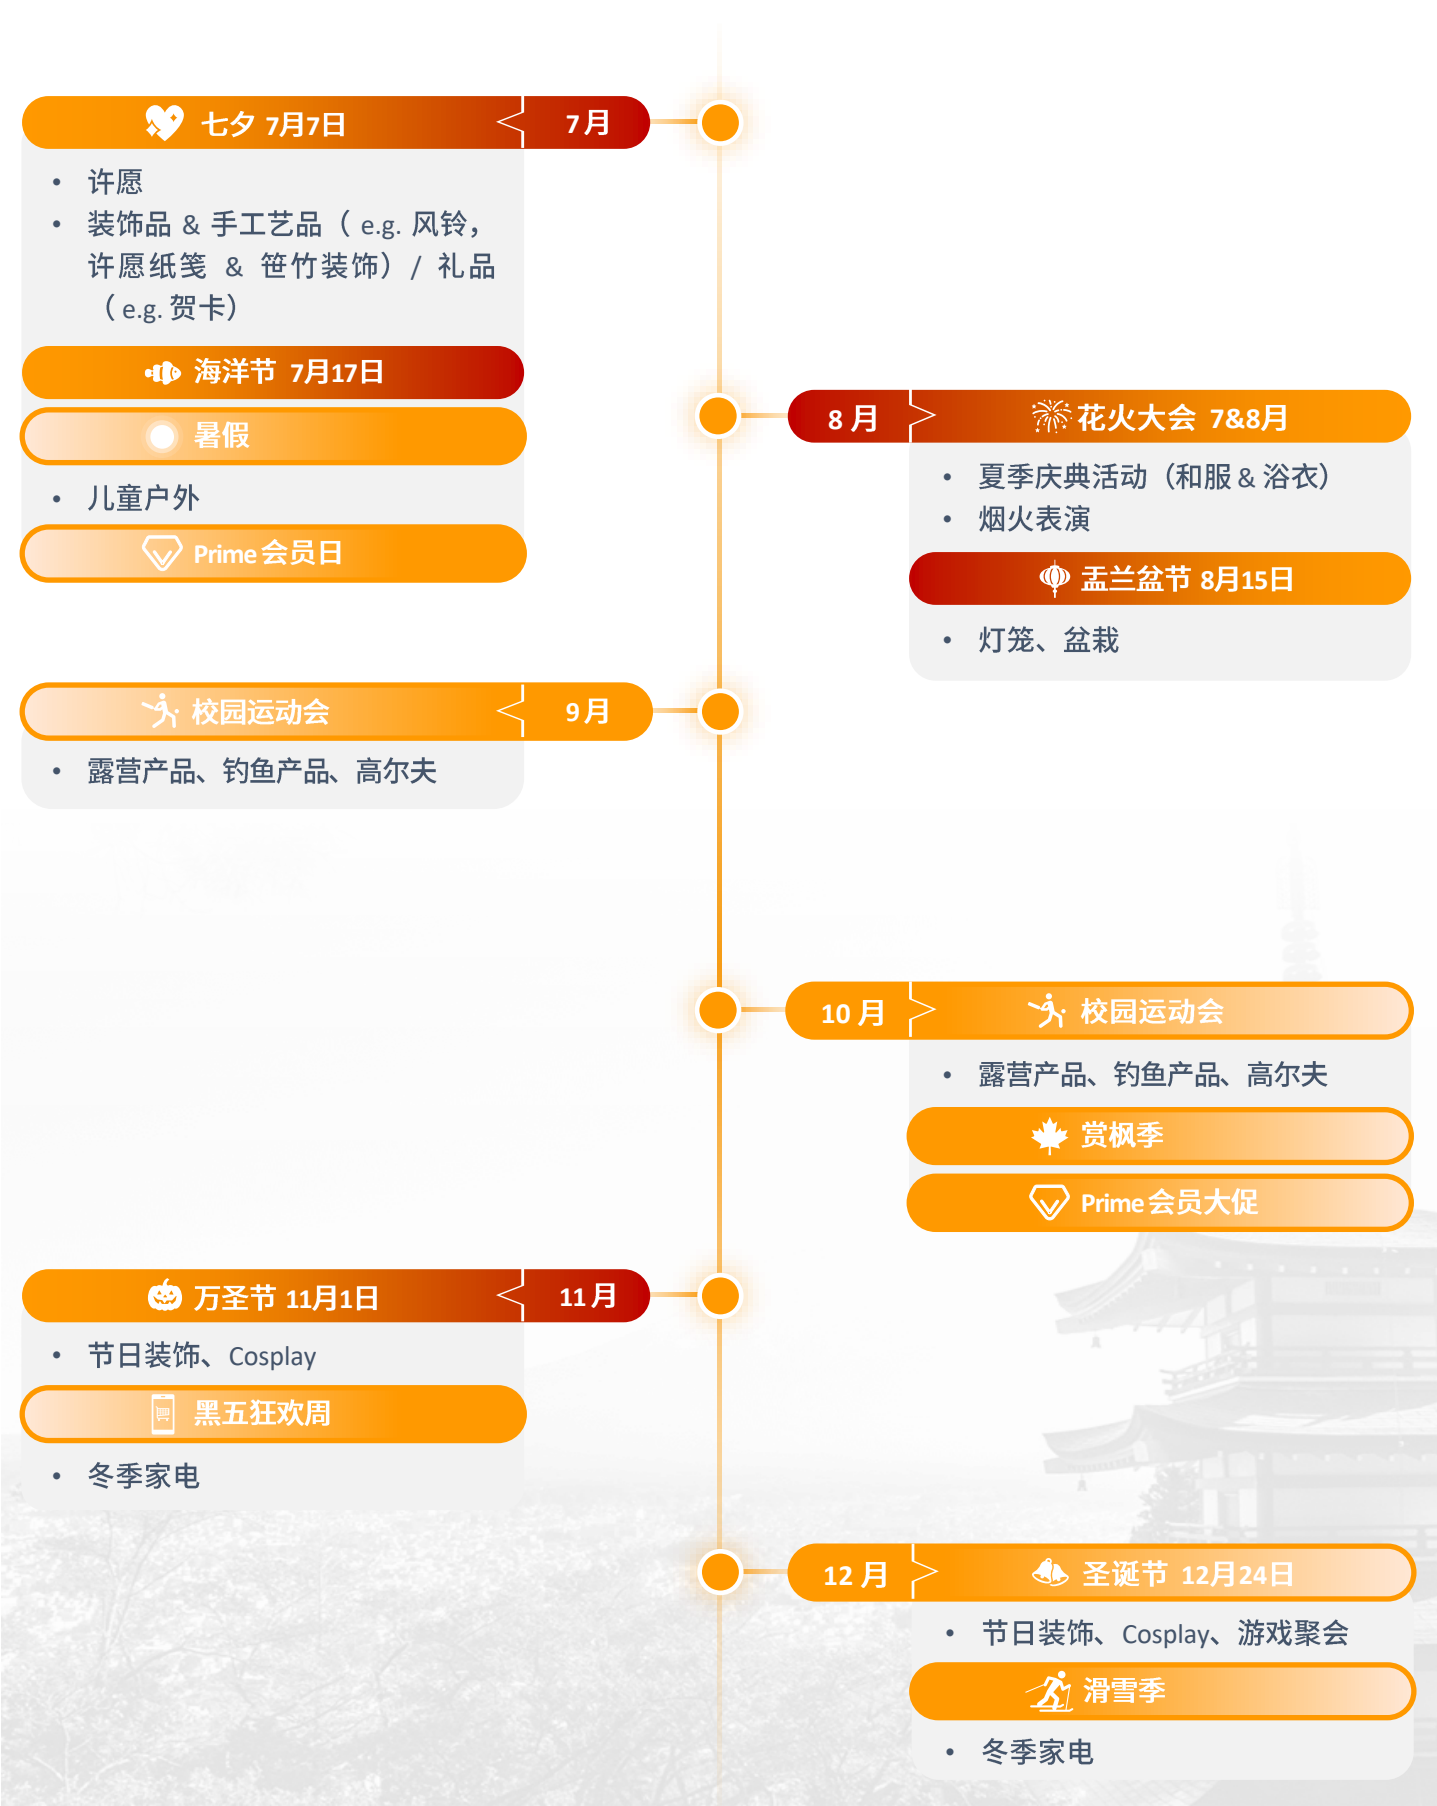 七夕 7月7日
7月
• 许愿
• 装饰品 & 手工艺品（ e.g. 风铃，
许愿纸笺 & 笹竹装饰）/ 礼品
（e.g. 贺卡）
海洋节 7月17日
暑假
• 儿童户外
Prime会员日
8 月
花火大会 7&8月
• 夏季庆典活动（和服 & 浴衣）
• 烟火表演
盂兰盆节 8月15日
• 灯笼、盆栽
校园运动会
9月
• 露营产品、钓鱼产品、高尔夫
10 月
校园运动会
• 露营产品、钓鱼产品、高尔夫
赏枫季
Prime会员大促
万圣节 11月1日
11月
• 节日装饰、Cosplay
黑五狂欢周
• 冬季家电
12 月
圣诞节 12月24日
• 节日装饰、Cosplay、游戏聚会
滑雪季
• 冬季家电